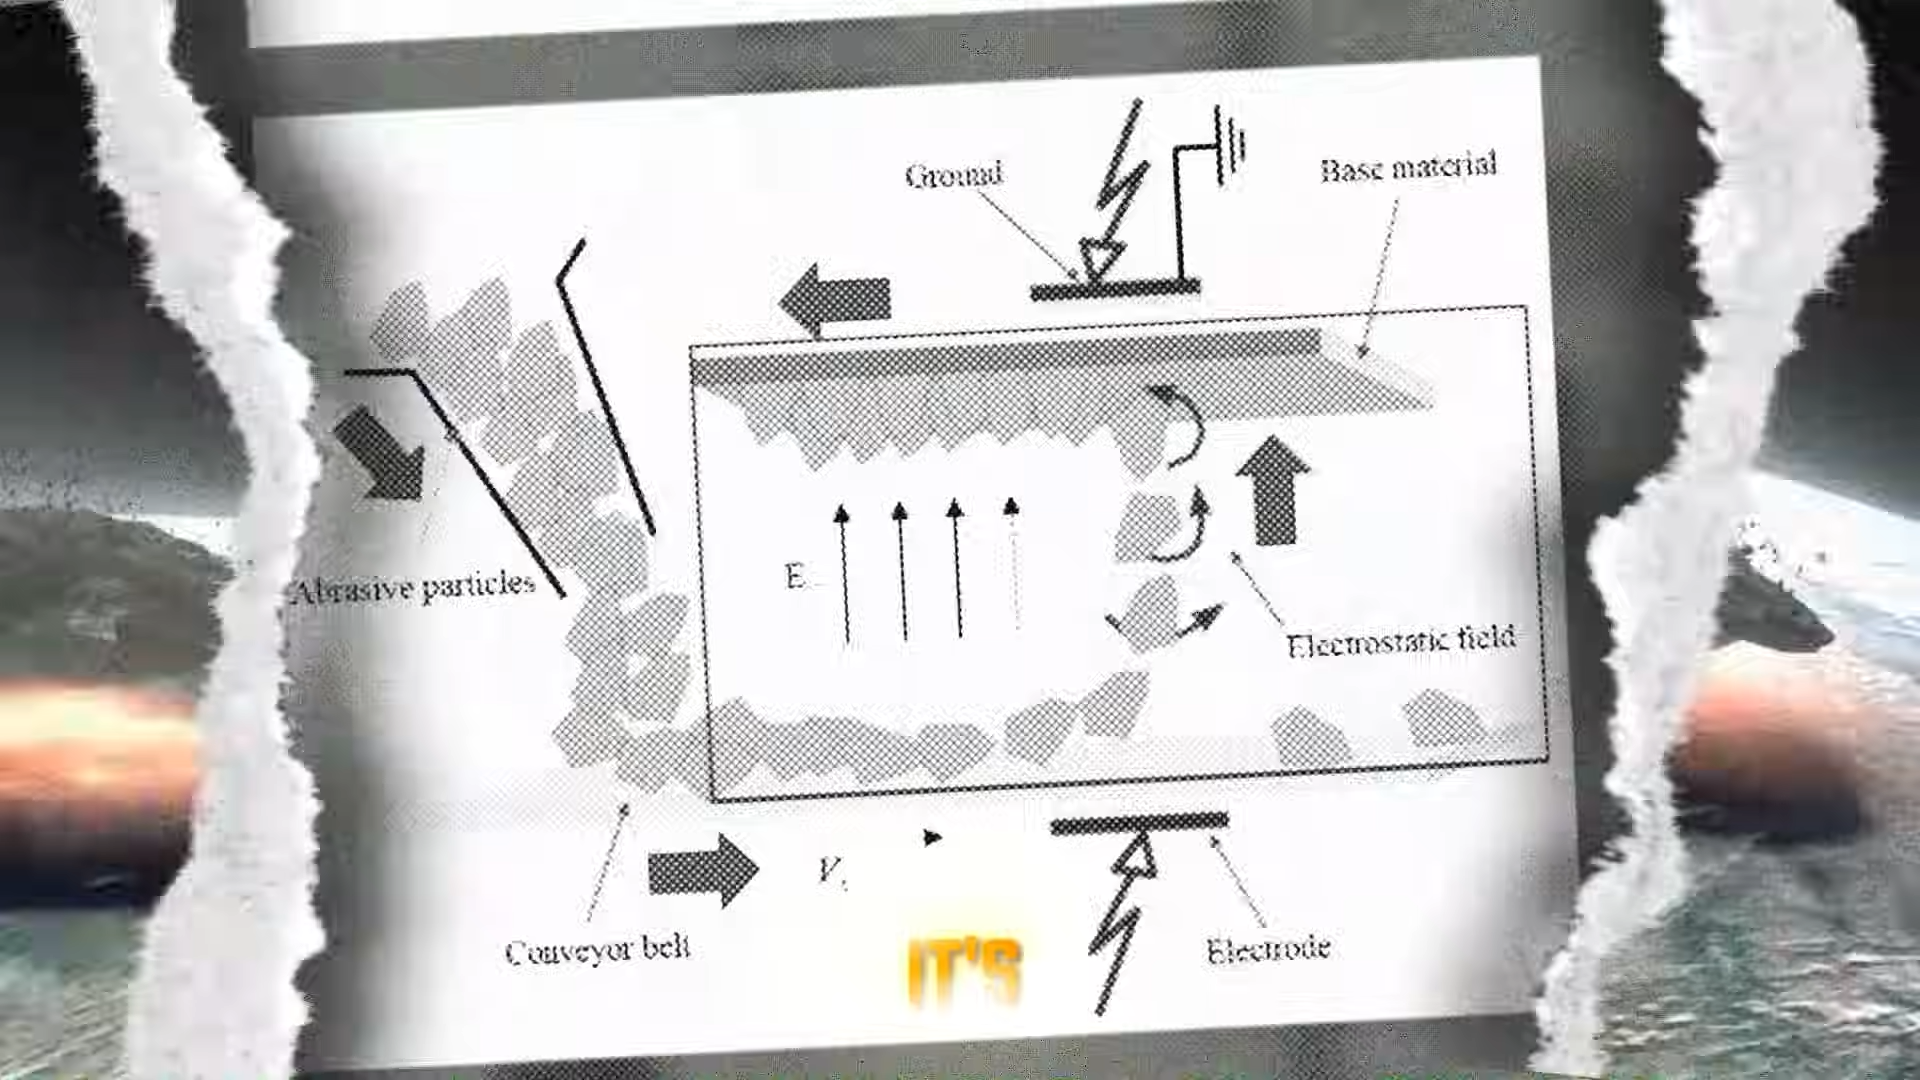 Ground
Base material
Abrasive particles
E
Electrostatic field
V
Conveyor belt
Electrode
IT'S